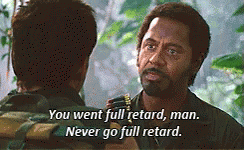 You went full retard, man.
Never go full retard.